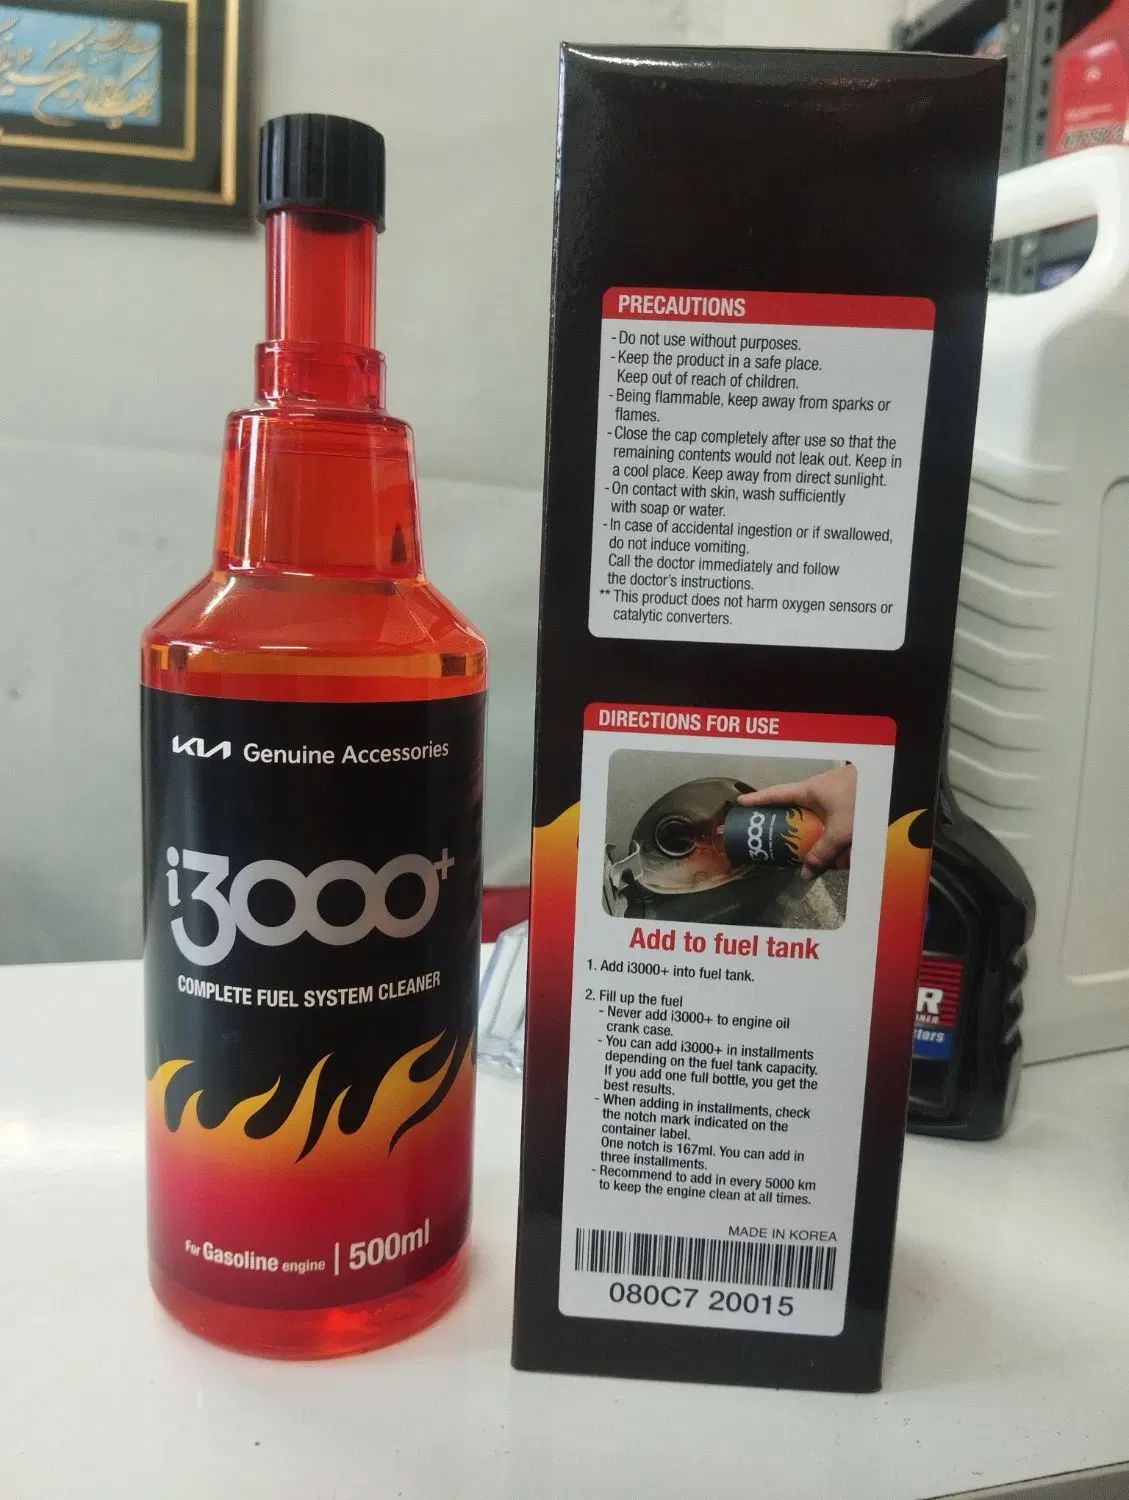 KIA Genuine Accessories
i3000+
COMPLETE FUEL SYSTEM CLEANER
For Gasoline engine | 500ml
PRECAUTIONS
- Do not use without purposes.
- Keep the product in a safe place.
Keep out of reach of children.
- Being flammable, keep away from sparks or
flames.
- Close the cap completely after use so that the
remaining contents would not leak out. Keep in
a cool place. Keep away from direct sunlight.
- On contact with skin, wash sufficiently
with soap or water.
- In case of accidental ingestion or if swallowed,
do not induce vomiting.
Call the doctor immediately and follow
the doctor's instructions.
** This product does not harm oxygen sensors or
catalytic converters.
DIRECTIONS FOR USE
i3000+
Add to fuel tank
1. Add i3000+ into fuel tank.
2. Fill up the fuel
- Never add i3000+ to engine oil
crank case.
- You can add i3000+ in installments
depending on the fuel tank capacity.
If you add one full bottle, you get the
best results.
- When adding in installments, check
the notch mark indicated on the
container label.
One notch is 167ml. You can add in
three installments.
- Recommend to add in every 5000 km
to keep the engine clean at all times.
MADE IN KOREA
080C7 20015